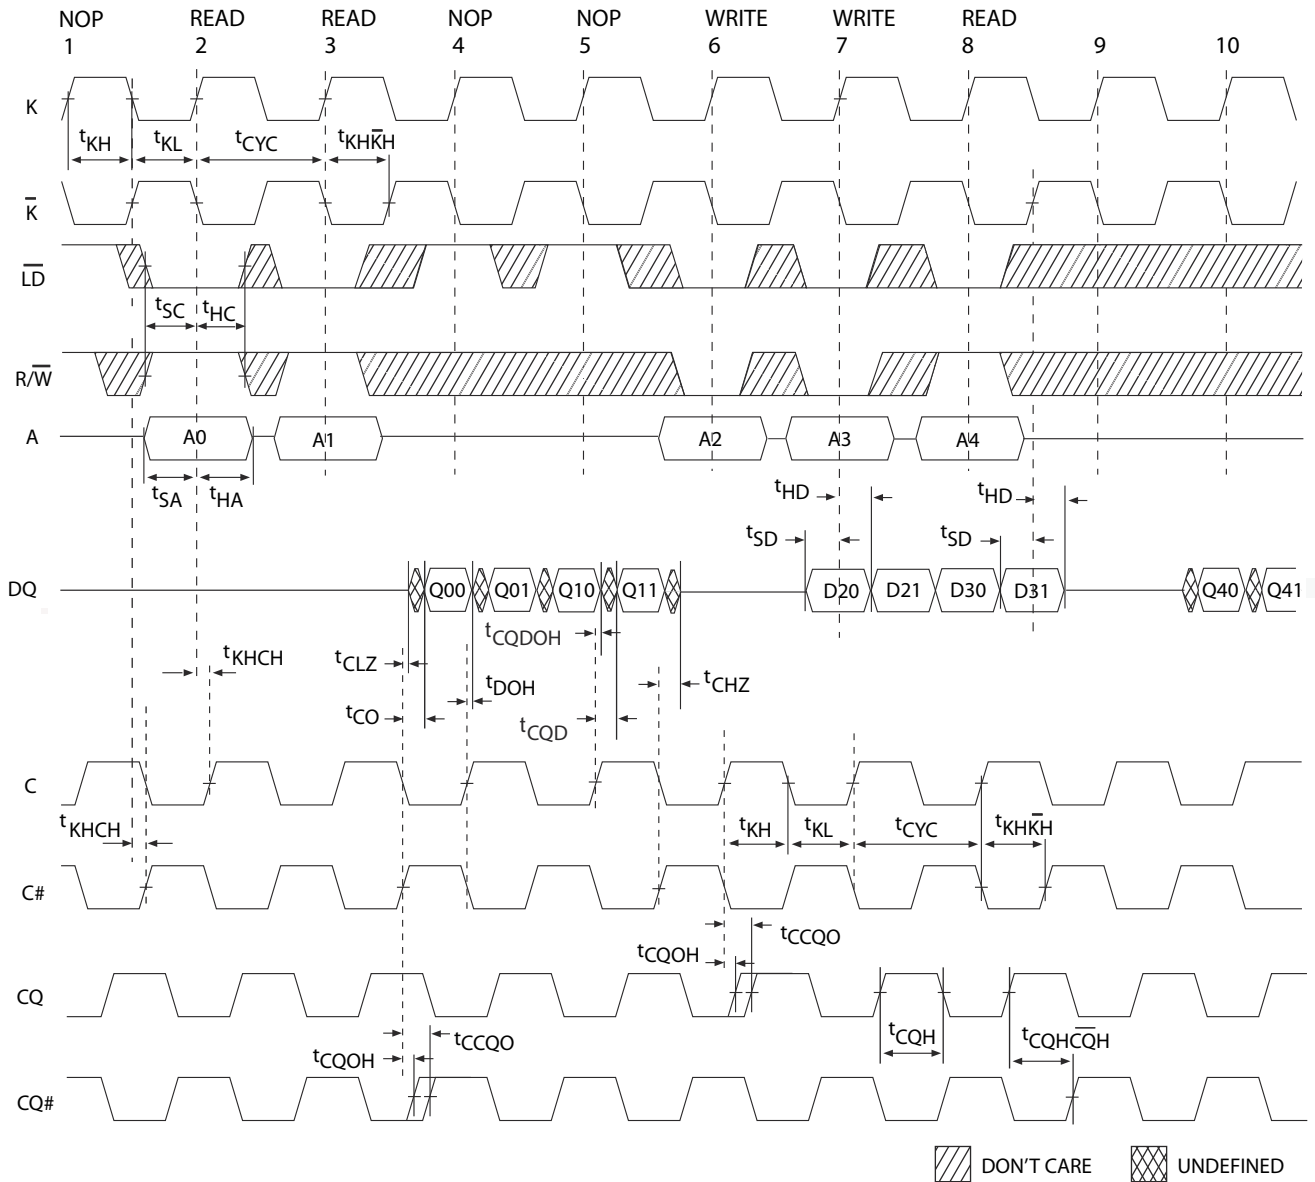 NOP READ READ NOP NOP WRITE WRITE READ
1 2 3 4 5 6 7 8 9 10
K
tKH tKL tCYC tKHK̅H
K̅
L̅D̅
tSC tHC
R/W̅
A A0 A1 A2 A3 A4
tSA tHA tHD tHD
tSD tSD
DQ Q00 Q01 Q10 Q11 D20 D21 D30 D31 Q40 Q41
tCQDOH
tKHCH tCLZ tDOH tCHZ
tCO tCQD
C
tKHCH tKH tKL tCYC tKHK̅H
C#
tCCQO
tCQOH
CQ
tCCQO tCQH tCQHC̅Q̅H
tCQOH
CQ#
DON'T CARE UNDEFINED